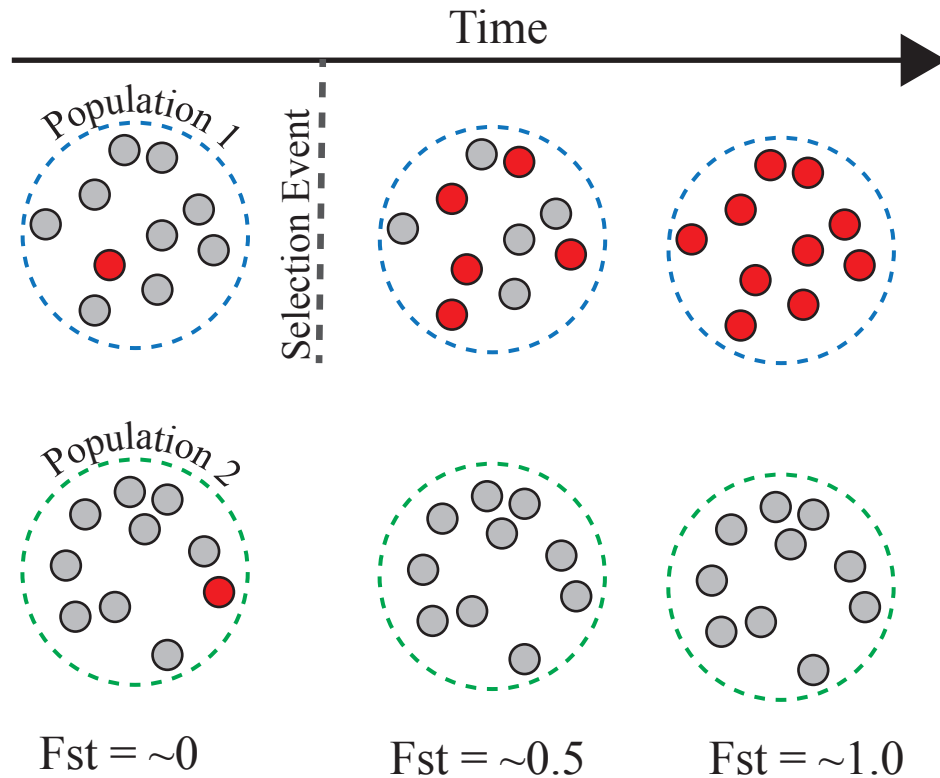 Time
Population 1
Selection Event
Population 2
Fst = ~0
Fst = ~0.5
Fst = ~1.0